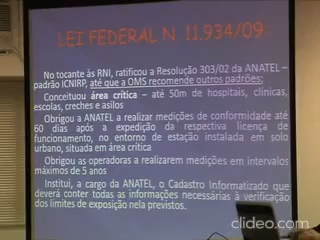 LEI FEDERAL N. 11.934/09:
No tocante às RNI, ratificou a Resolução 303/02 da ANATEL –
padrão ICNIRP, até que a OMS recomende outros padrões;
Conceituou área crítica – até 50m de hospitais, clínicas,
escolas, creches e asilos
Obrigou a ANATEL a realizar medições de conformidade até
60 dias após a expedição da respectiva licença de
funcionamento, no entorno de estação instalada em solo
urbano, situada em área crítica
Obrigou as operadoras a realizarem medições em intervalos
máximos de 5 anos
Institui, a cargo da ANATEL, o Cadastro Informatizado que
deverá conter todas as informações necessárias à verificação
dos limites de exposição nela previstos.
clideo.com